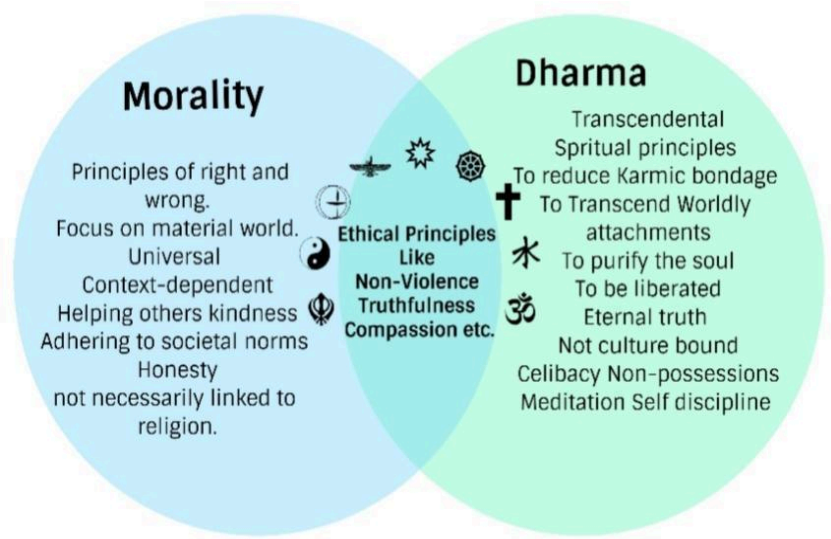 Morality
Principles of right and
wrong.
Focus on material world.
Universal
Context-dependent
Helping others kindness
Adhering to societal norms
Honesty
not necessarily linked to
religion.
Ethical Principles
Like
Non-Violence
Truthfulness
Compassion etc.
Dharma
Transcendental
Spritual principles
To reduce Karmic bondage
To Transcend Worldly
attachments
To purify the soul
To be liberated
Eternal truth
Not culture bound
Celibacy Non-possessions
Meditation Self discipline
ॐ